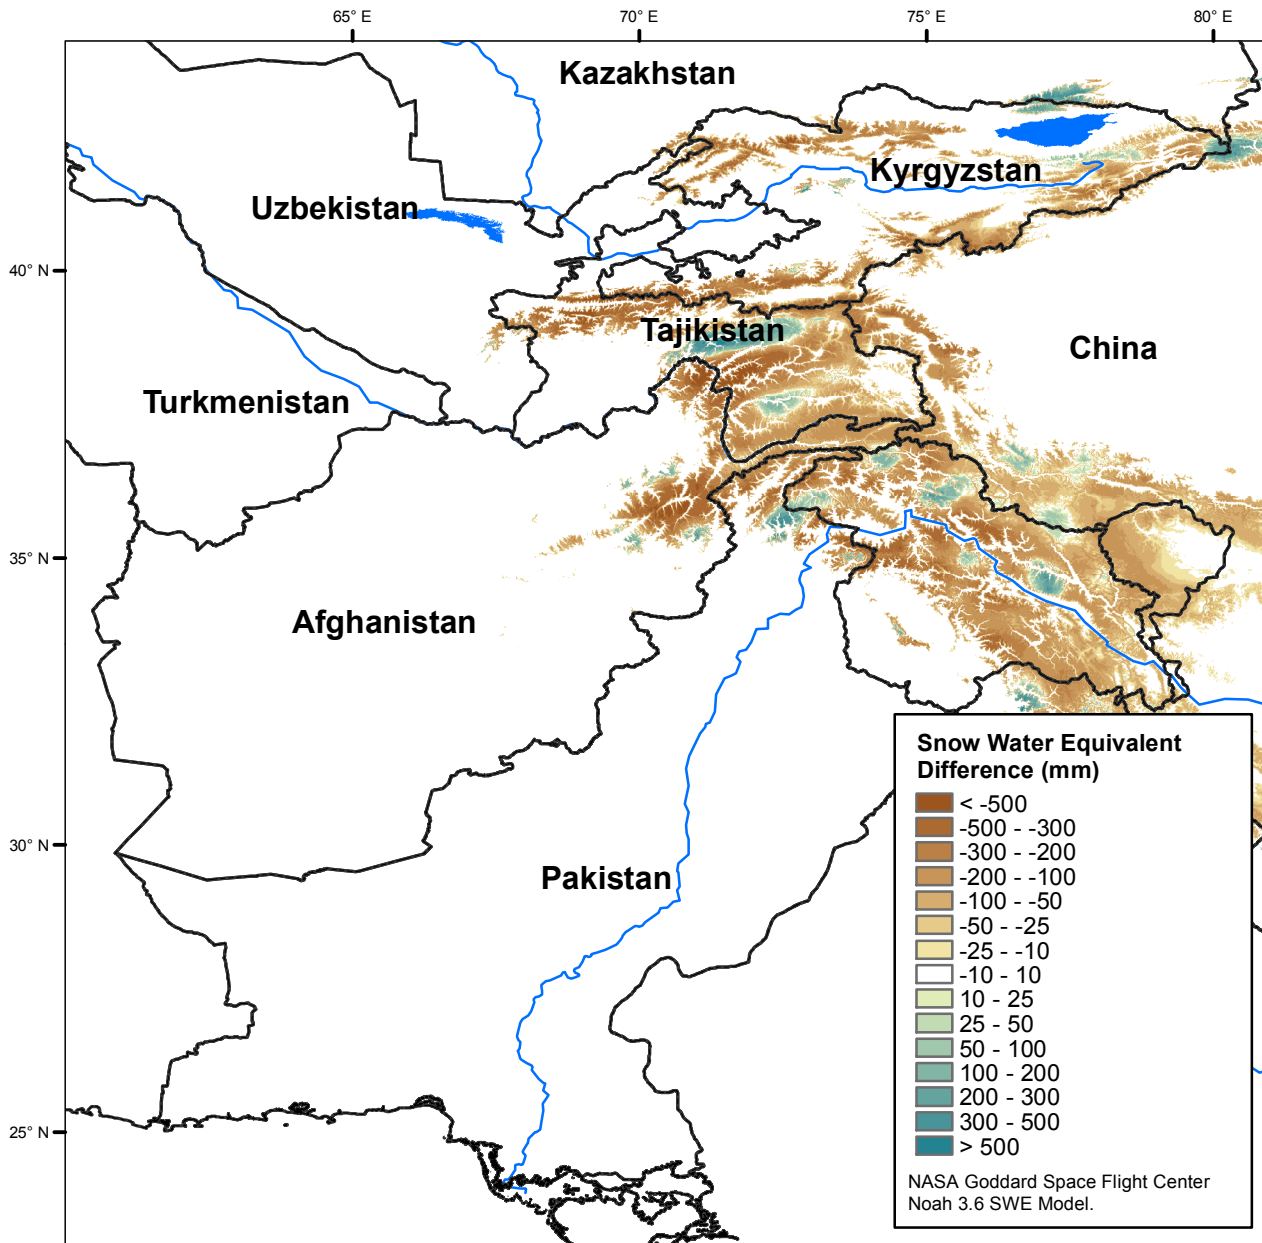 65° E
70° E
75° E
80° E
Kazakhstan
Kyrgyzstan
Uzbekistan
40° N
Tajikistan
China
Turkmenistan
35° N
Afghanistan
30° N
Pakistan
25° N
Snow Water Equivalent
Difference (mm)
< -500
-500 - -300
-300 - -200
-200 - -100
-100 - -50
-50 - -25
-25 - -10
-10 - 10
10 - 25
25 - 50
50 - 100
100 - 200
200 - 300
300 - 500
> 500
NASA Goddard Space Flight Center
Noah 3.6 SWE Model.